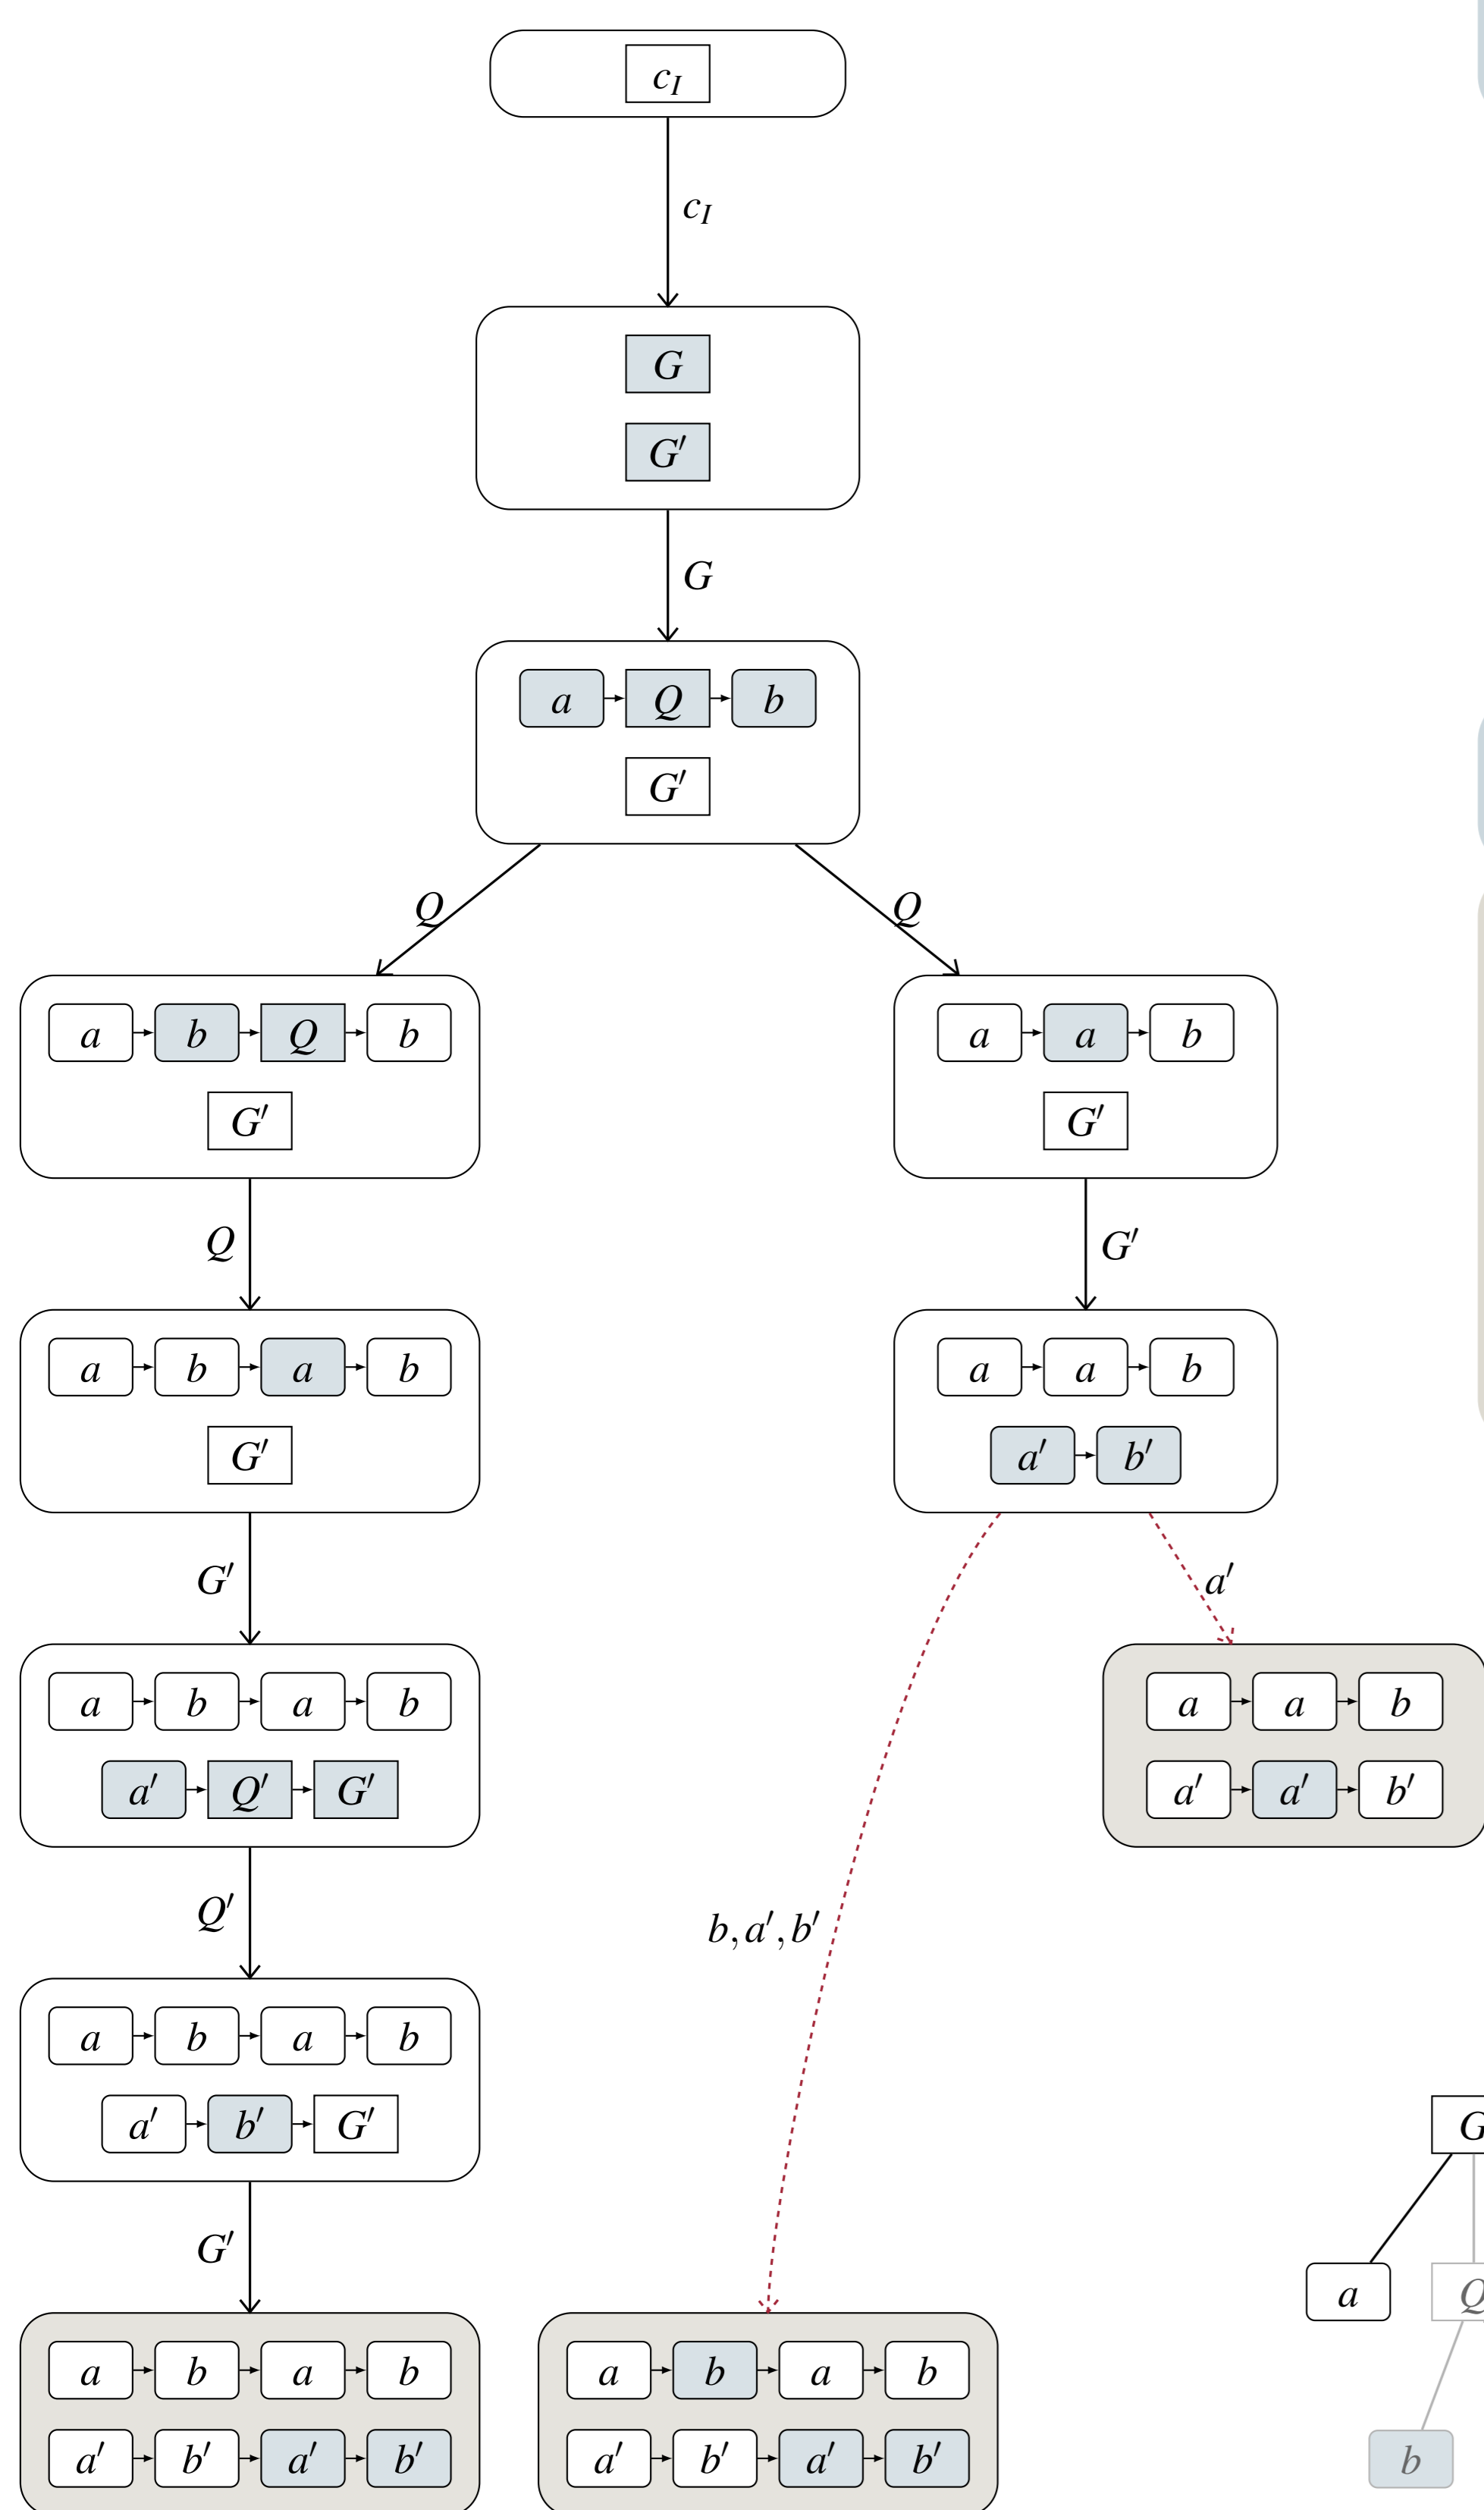 c_I
c_I
G
G′
G
a Q b
G′
Q Q
a b Q b
G′
a a b
G′
Q
G′
a b a b
G′
a a b
a′ b′
G′
a′
a b a b
a′ Q′ G′
a a b
a′ a′ b′
Q′
b, a′, b′
a b a b
a′ b′ G′
G
G′
a
Q
a b a b
a′ b′ a′ b′
a b a b
a′ b′ a′ b′
b